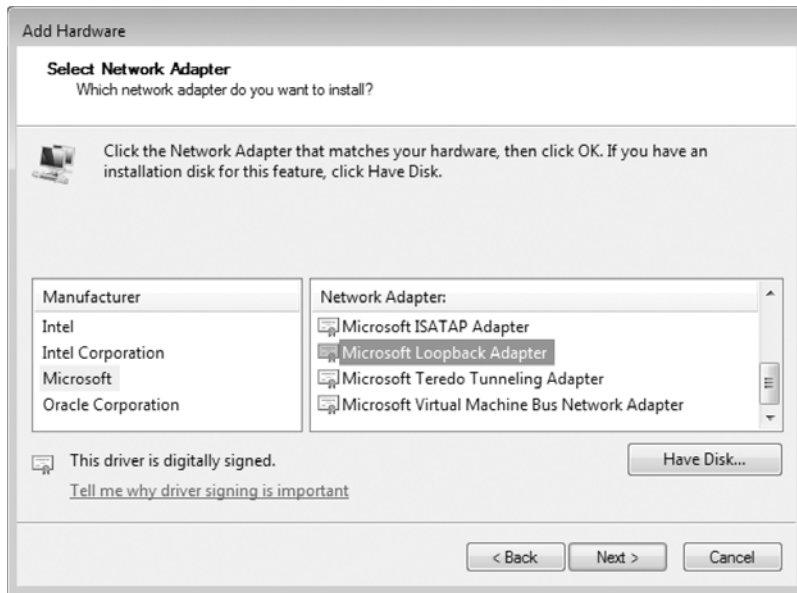 Add Hardware
Select Network Adapter
Which network adapter do you want to install?
Click the Network Adapter that matches your hardware, then click OK. If you have an
installation disk for this feature, click Have Disk.
Manufacturer
Intel
Intel Corporation
Microsoft
Oracle Corporation
Network Adapter:
Microsoft ISATAP Adapter
Microsoft Loopback Adapter
Microsoft Teredo Tunneling Adapter
Microsoft Virtual Machine Bus Network Adapter
This driver is digitally signed.
Tell me why driver signing is important
Have Disk...
< Back
Next >
Cancel